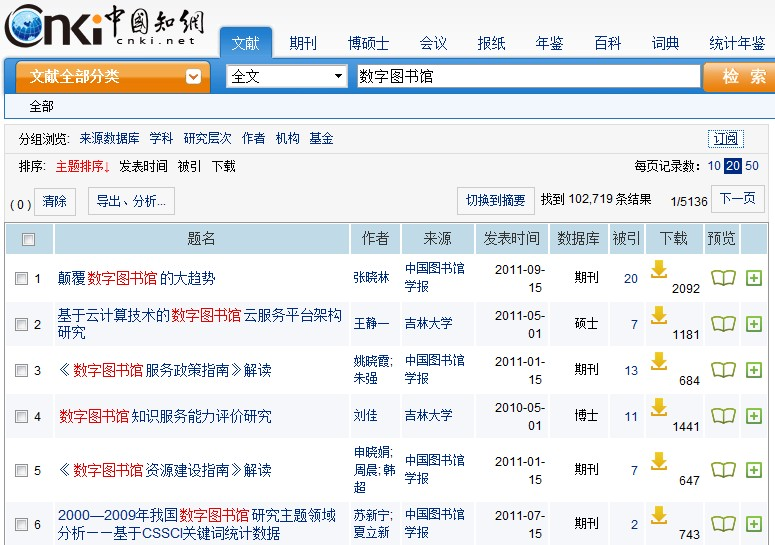 Cnki 中國知網
cnki.net
文献 期刊 博硕士 会议 报纸 年鉴 百科 词典 统计年鉴
文献全部分类 全文 数字图书馆 检 索
全部
分组浏览: 来源数据库 学科 研究层次 作者 机构 基金 订阅
排序: 主题排序↓ 发表时间 被引 下载 每页记录数: 10 20 50
(0) 清除 导出、分析... 切换到摘要 找到 102,719 条结果 1/5136 下一页
题名 作者 来源 发表时间 数据库 被引 下载 预览
1 颠覆数字图书馆的大趋势 张晓林 中国图书馆学报 2011-09-15 期刊 20 2092
2 基于云计算技术的数字图书馆云服务平台架构研究 王静一 吉林大学 2011-05-01 硕士 7 1181
3 《数字图书馆服务政策指南》解读 姚晓霞; 朱强 中国图书馆学报 2011-01-15 期刊 13 684
4 数字图书馆知识服务能力评价研究 刘佳 吉林大学 2010-05-01 博士 11 1441
5 《数字图书馆资源建设指南》解读 申晓娟; 周晨; 韩超 中国图书馆学报 2011-01-15 期刊 7 647
6 2000—2009年我国数字图书馆研究主题领域分析——基于CSSCI关键词统计数据 苏新宁; 夏立新 中国图书馆学报 2011-07-15 期刊 2 743